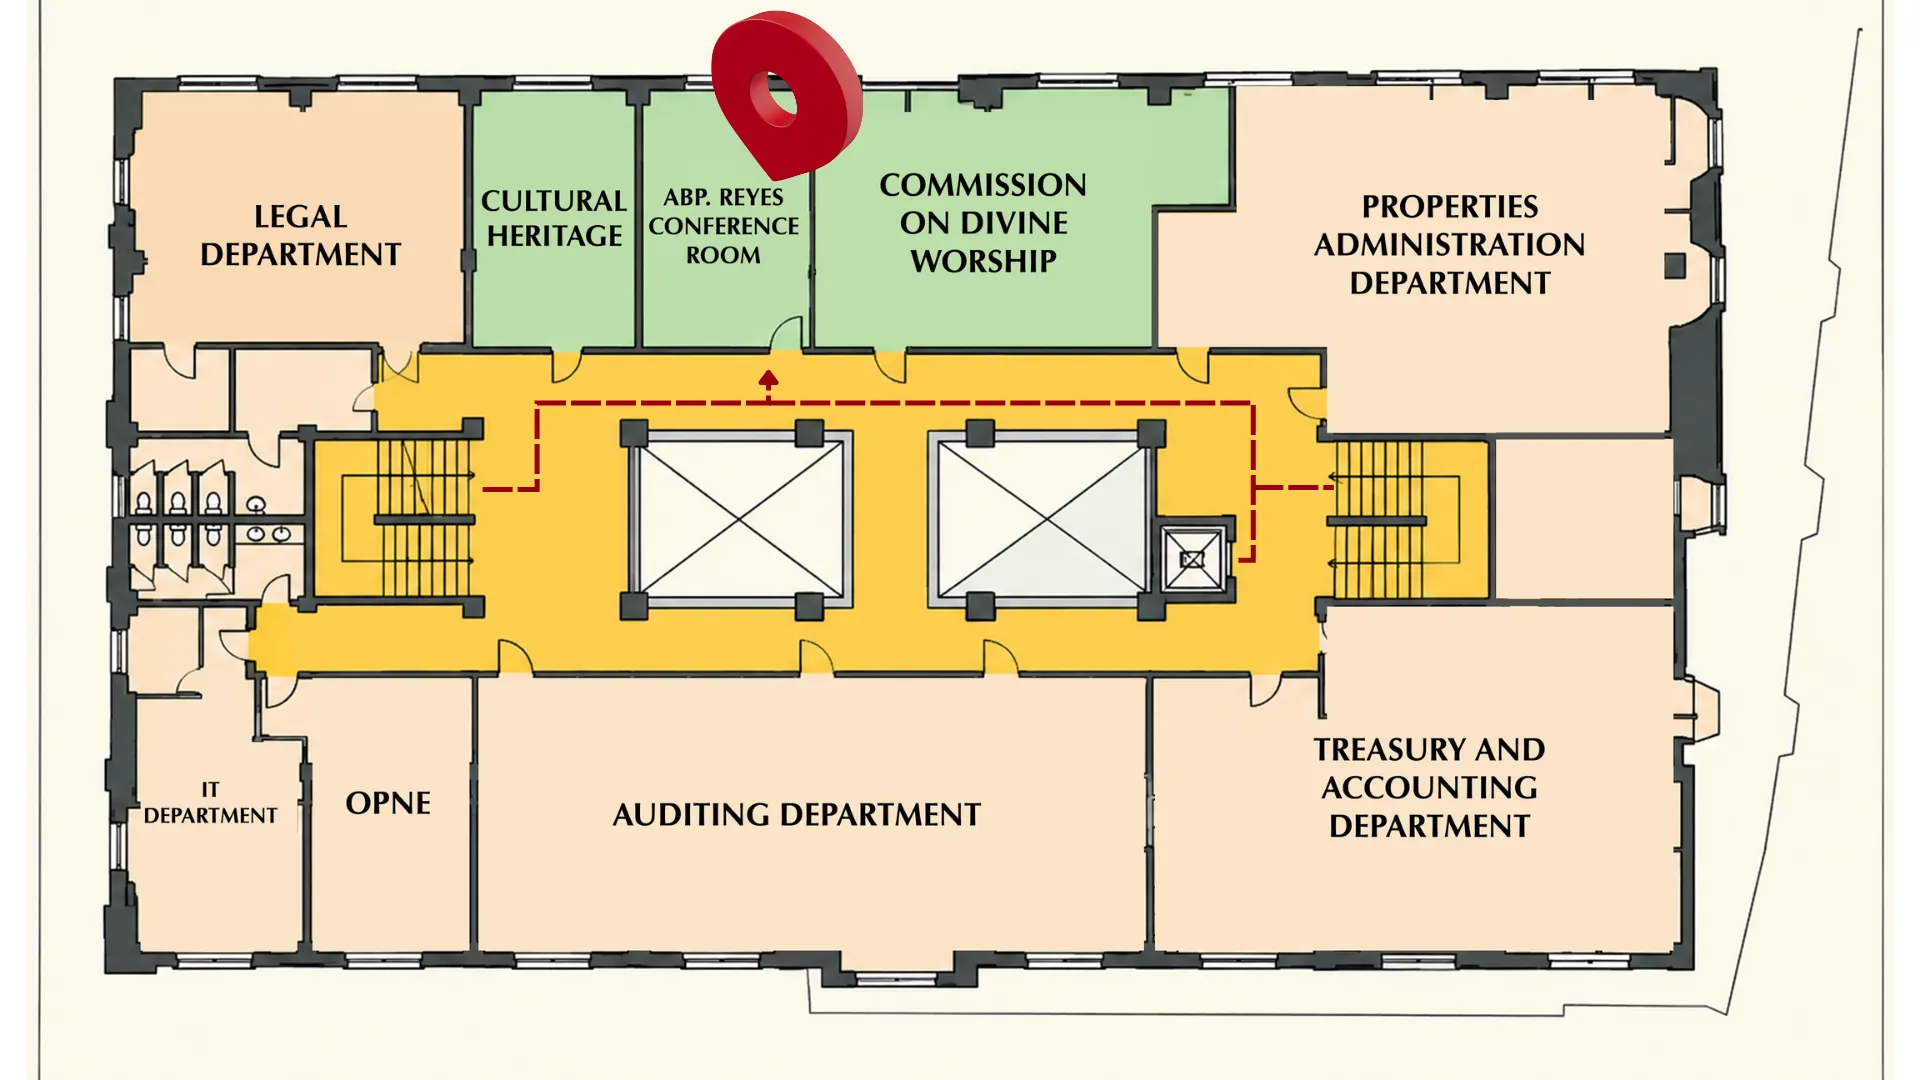 LEGAL
DEPARTMENT
CULTURAL
HERITAGE
ABP. REYES
CONFERENCE
ROOM
COMMISSION
ON DIVINE
WORSHIP
PROPERTIES
ADMINISTRATION
DEPARTMENT
IT
DEPARTMENT
OPNE
AUDITING DEPARTMENT
TREASURY AND
ACCOUNTING
DEPARTMENT